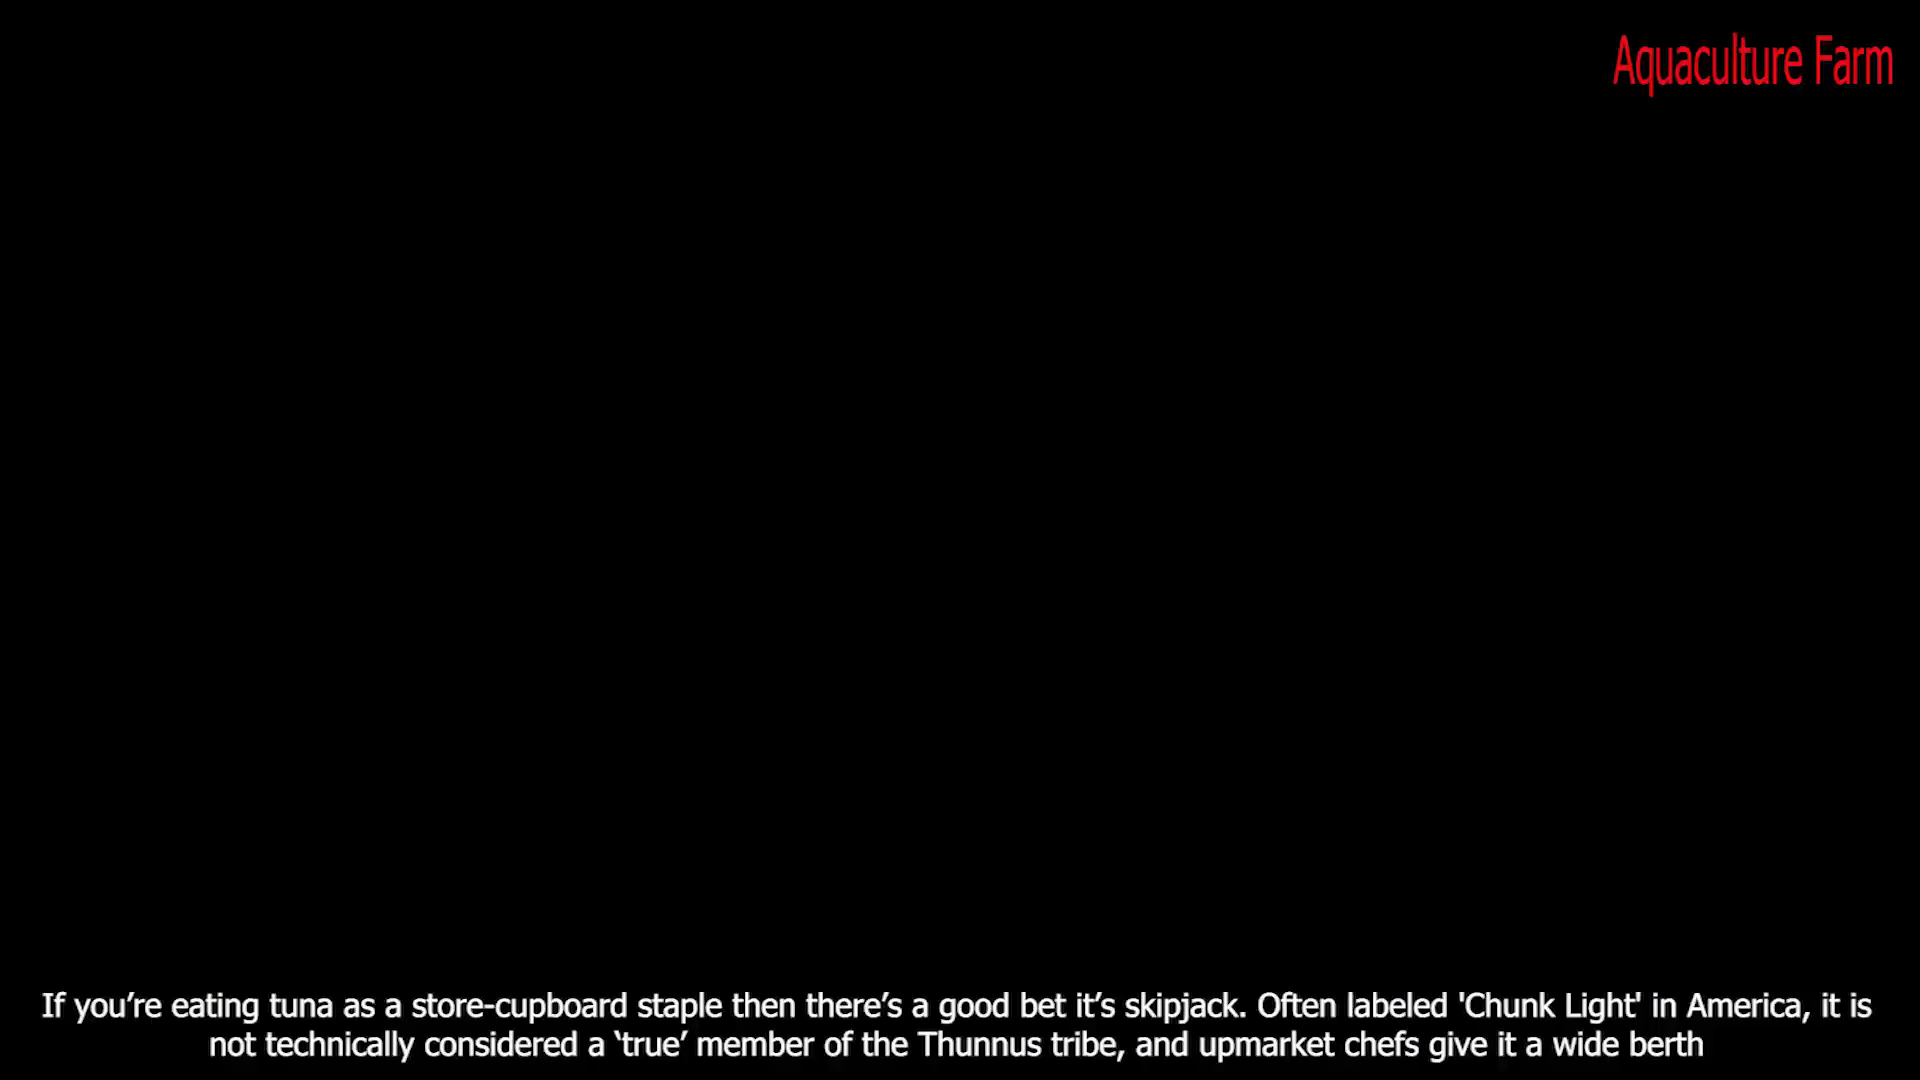 Aquaculture Farm
If you’re eating tuna as a store-cupboard staple then there’s a good bet it’s skipjack. Often labeled 'Chunk Light' in America, it is
not technically considered a ‘true’ member of the Thunnus tribe, and upmarket chefs give it a wide berth